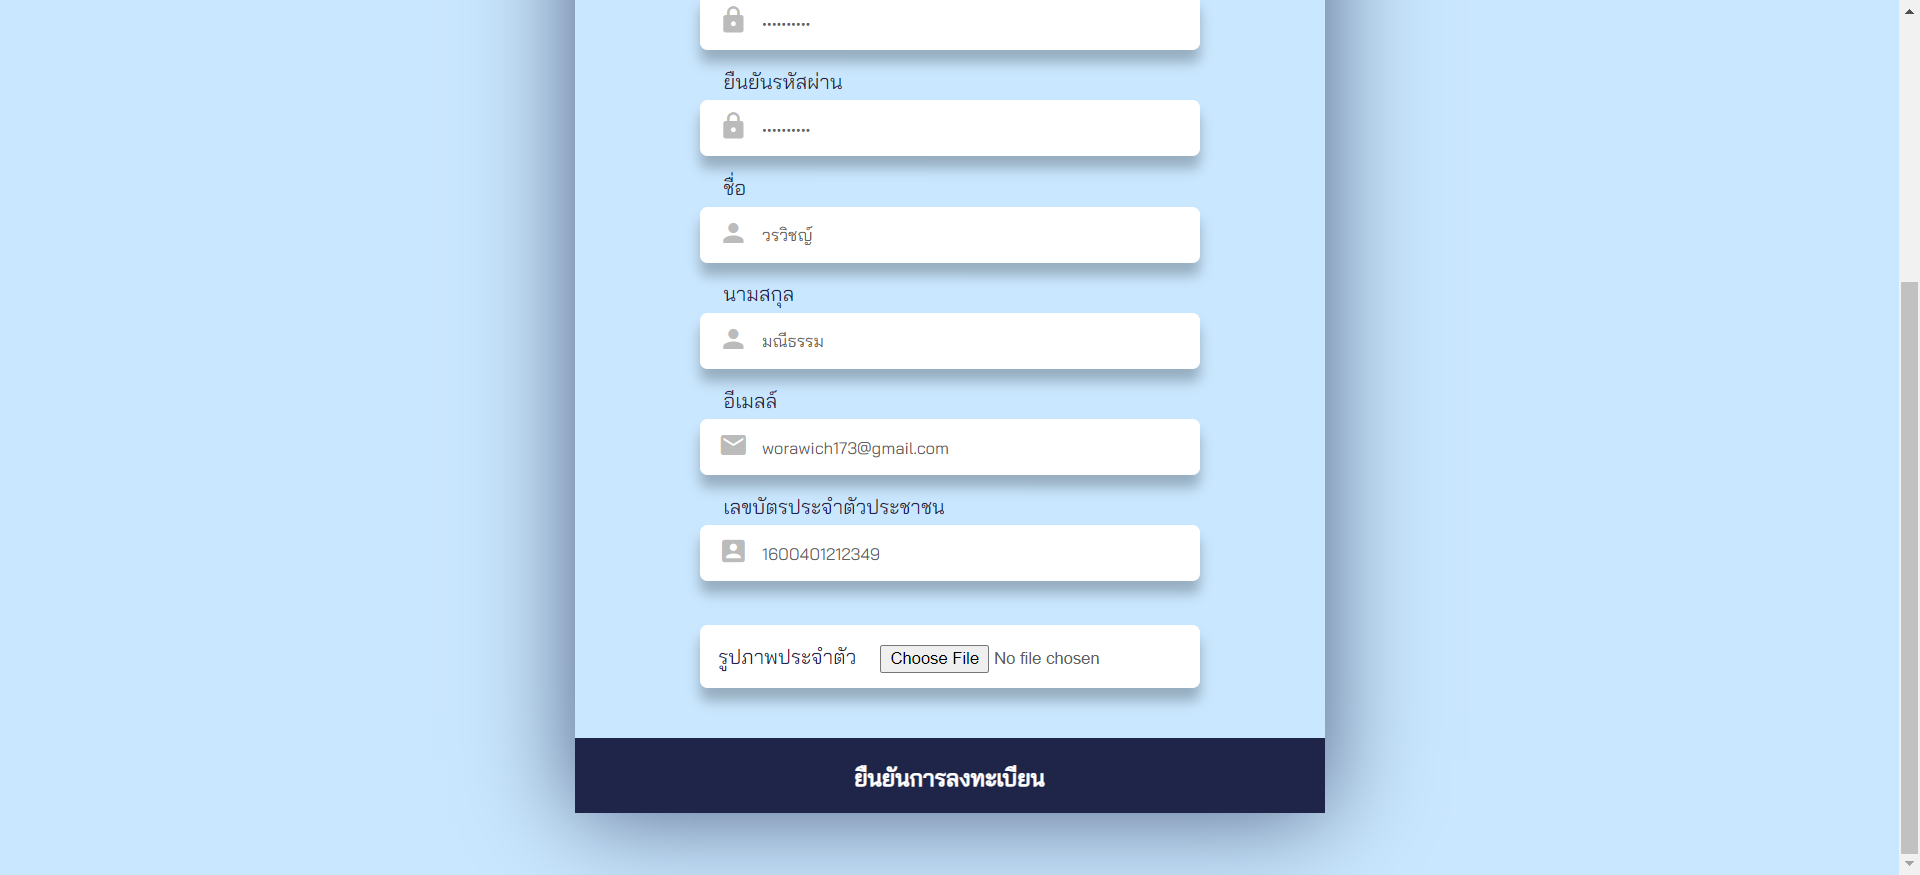 ••••••••••
ยืนยันรหัสผ่าน
••••••••••
ชื่อ
วรวิชญ์
นามสกุล
มณีธรรม
อีเมลล์
worawich173@gmail.com
เลขบัตรประจำตัวประชาชน
1600401212349
รูปภาพประจำตัว Choose File No file chosen
ยืนยันการลงทะเบียน